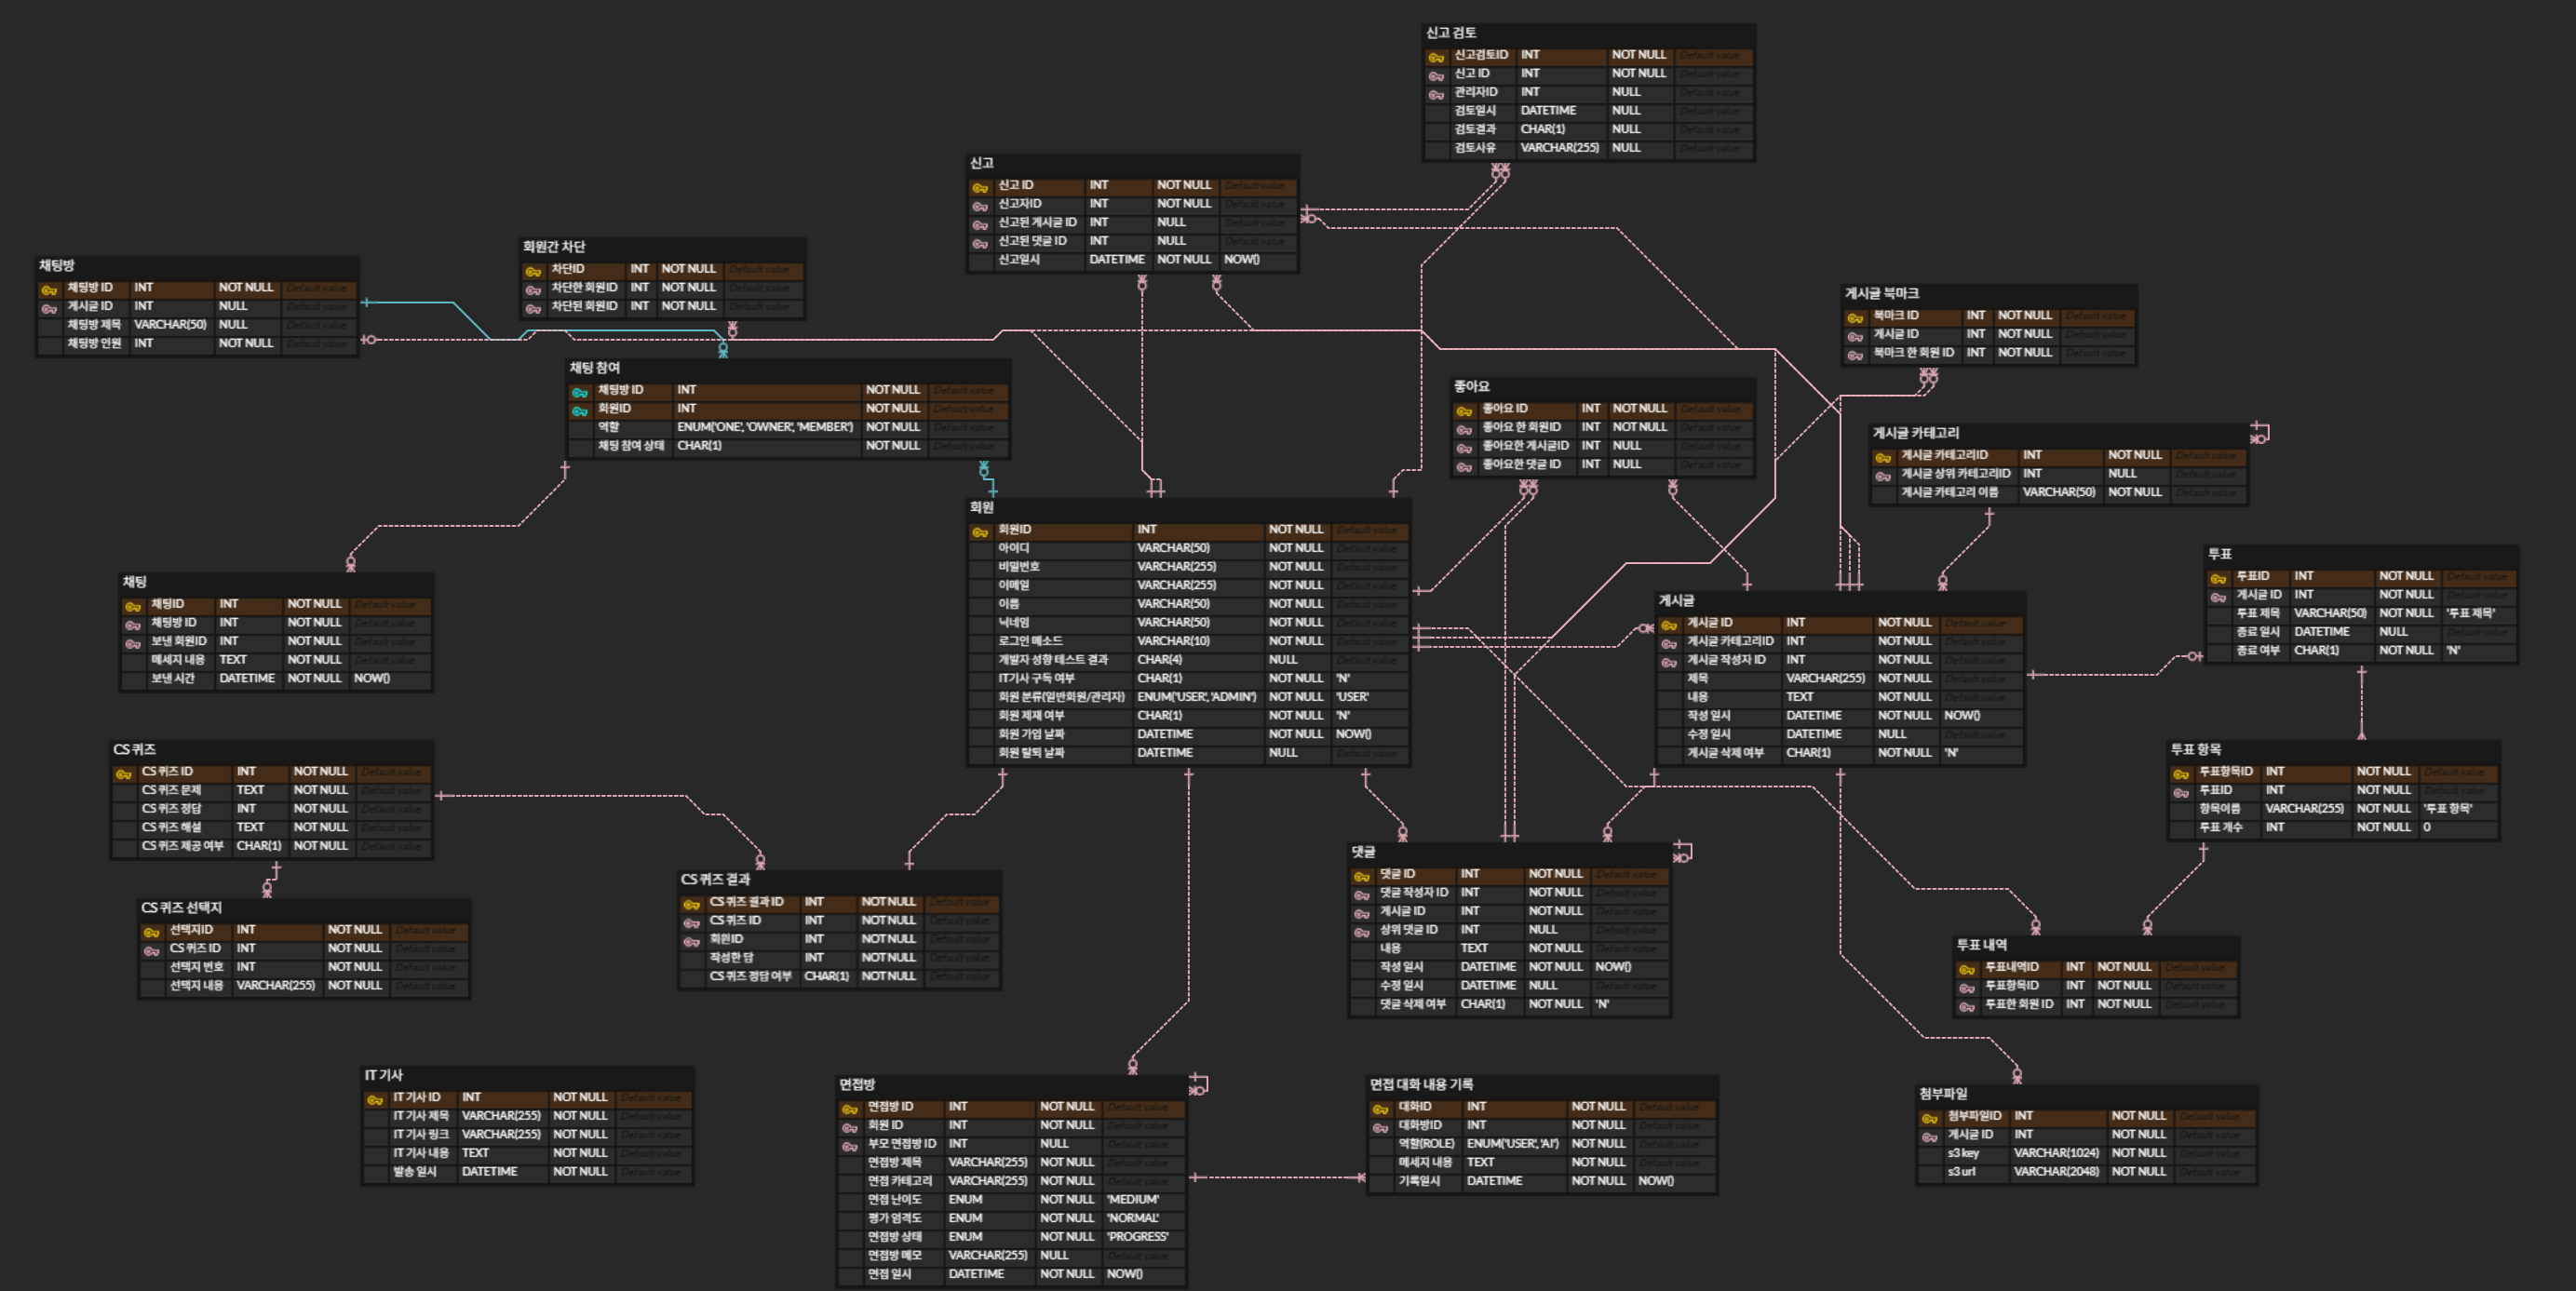 신고 검토
신고검토ID INT NOT NULL Default value
신고 ID INT NOT NULL Default value
관리자ID INT NULL Default value
검토일시 DATETIME NULL Default value
검토결과 CHAR(1) NULL Default value
검토사유 VARCHAR(255) NULL Default value
신고
신고 ID INT NOT NULL Default value
신고자ID INT NOT NULL Default value
신고된 게시글 ID INT NULL Default value
신고된 댓글 ID INT NULL Default value
신고일시 DATETIME NOT NULL NOW()
회원간 차단
차단ID INT NOT NULL Default value
차단한 회원ID INT NOT NULL Default value
차단된 회원ID INT NOT NULL Default value
채팅방
채팅방 ID INT NOT NULL Default value
게시글 ID INT NULL Default value
채팅방 제목 VARCHAR(50) NULL Default value
채팅방 인원 INT NOT NULL Default value
게시글 북마크
북마크 ID INT NOT NULL Default value
게시글 ID INT NOT NULL Default value
북마크 한 회원 ID INT NOT NULL Default value
채팅 참여
채팅방 ID INT NOT NULL Default value
회원ID INT NOT NULL Default value
역할 ENUM('ONE', 'OWNER', 'MEMBER') NOT NULL Default value
채팅 참여 상태 CHAR(1) NOT NULL Default value
좋아요
좋아요 ID INT NOT NULL Default value
좋아요 한 회원ID INT NOT NULL Default value
좋아요한 게시글ID INT NULL Default value
좋아요한 댓글 ID INT NULL Default value
게시글 카테고리
게시글 카테고리ID INT NOT NULL Default value
게시글 상위 카테고리ID INT NULL Default value
게시글 카테고리 이름 VARCHAR(50) NOT NULL Default value
회원
회원ID INT NOT NULL Default value
아이디 VARCHAR(50) NOT NULL Default value
비밀번호 VARCHAR(255) NOT NULL Default value
이메일 VARCHAR(255) NOT NULL Default value
이름 VARCHAR(50) NOT NULL Default value
닉네임 VARCHAR(50) NOT NULL Default value
로그인 메소드 VARCHAR(10) NOT NULL Default value
개발자 성향 테스트 결과 CHAR(4) NULL Default value
IT기사 구독 여부 CHAR(1) NOT NULL 'N'
회원 분류(일반회원/관리자) ENUM('USER', 'ADMIN') NOT NULL 'USER'
회원 제재 여부 CHAR(1) NOT NULL 'N'
회원 가입 날짜 DATETIME NOT NULL NOW()
회원 탈퇴 날짜 DATETIME NULL Default value
투표
투표ID INT NOT NULL Default value
게시글 ID INT NOT NULL Default value
투표 제목 VARCHAR(50) NOT NULL '투표 제목'
종료 일시 DATETIME NULL Default value
종료 여부 CHAR(1) NOT NULL 'N'
채팅
채팅ID INT NOT NULL Default value
채팅방 ID INT NOT NULL Default value
보낸 회원ID INT NOT NULL Default value
메세지 내용 TEXT NOT NULL Default value
보낸 시간 DATETIME NOT NULL NOW()
게시글
게시글 ID INT NOT NULL Default value
게시글 카테고리ID INT NOT NULL Default value
게시글 작성자 ID INT NOT NULL Default value
제목 VARCHAR(255) NOT NULL Default value
내용 TEXT NOT NULL Default value
작성 일시 DATETIME NOT NULL NOW()
수정 일시 DATETIME NULL Default value
게시글 삭제 여부 CHAR(1) NOT NULL 'N'
CS 퀴즈
CS 퀴즈 ID INT NOT NULL Default value
CS 퀴즈 문제 TEXT NOT NULL Default value
CS 퀴즈 정답 INT NOT NULL Default value
CS 퀴즈 해설 TEXT NOT NULL Default value
CS 퀴즈 제공 여부 CHAR(1) NOT NULL Default value
투표 항목
투표항목ID INT NOT NULL Default value
투표ID INT NOT NULL Default value
항목이름 VARCHAR(255) NOT NULL '투표 항목'
투표 개수 INT NOT NULL 0
댓글
댓글 ID INT NOT NULL Default value
댓글 작성자 ID INT NOT NULL Default value
게시글 ID INT NOT NULL Default value
상위 댓글 ID INT NULL Default value
내용 TEXT NOT NULL Default value
작성 일시 DATETIME NOT NULL NOW()
수정 일시 DATETIME NULL Default value
댓글 삭제 여부 CHAR(1) NOT NULL 'N'
CS 퀴즈 결과
CS 퀴즈 결과 ID INT NOT NULL Default value
CS 퀴즈 ID INT NOT NULL Default value
회원ID INT NOT NULL Default value
작성한 답 INT NOT NULL Default value
CS 퀴즈 정답 여부 CHAR(1) NOT NULL Default value
CS 퀴즈 선택지
선택지ID INT NOT NULL Default value
CS 퀴즈 ID INT NOT NULL Default value
선택지 번호 INT NOT NULL Default value
선택지 내용 VARCHAR(255) NOT NULL Default value
투표 내역
투표내역ID INT NOT NULL Default value
투표항목ID INT NOT NULL Default value
투표한 회원 ID INT NOT NULL Default value
IT 기사
IT 기사 ID INT NOT NULL Default value
IT 기사 제목 VARCHAR(255) NOT NULL Default value
IT 기사 링크 VARCHAR(255) NOT NULL Default value
IT 기사 내용 TEXT NOT NULL Default value
발송 일시 DATETIME NOT NULL Default value
면접방
면접방 ID INT NOT NULL Default value
회원 ID INT NOT NULL Default value
부모 면접방 ID INT NULL Default value
면접방 제목 VARCHAR(255) NOT NULL Default value
면접 카테고리 VARCHAR(255) NOT NULL Default value
면접 난이도 ENUM NOT NULL 'MEDIUM'
평가 엄격도 ENUM NOT NULL 'NORMAL'
면접방 상태 ENUM NOT NULL 'PROGRESS'
면접방 메모 VARCHAR(255) NULL Default value
면접 일시 DATETIME NOT NULL NOW()
면접 대화 내용 기록
대화ID INT NOT NULL Default value
대화방ID INT NOT NULL Default value
역할(ROLE) ENUM('USER', 'AI') NOT NULL Default value
메세지 내용 TEXT NOT NULL Default value
기록일시 DATETIME NOT NULL NOW()
첨부파일
첨부파일ID INT NOT NULL Default value
게시글 ID INT NOT NULL Default value
s3 key VARCHAR(1024) NOT NULL Default value
s3 url VARCHAR(2048) NOT NULL Default value